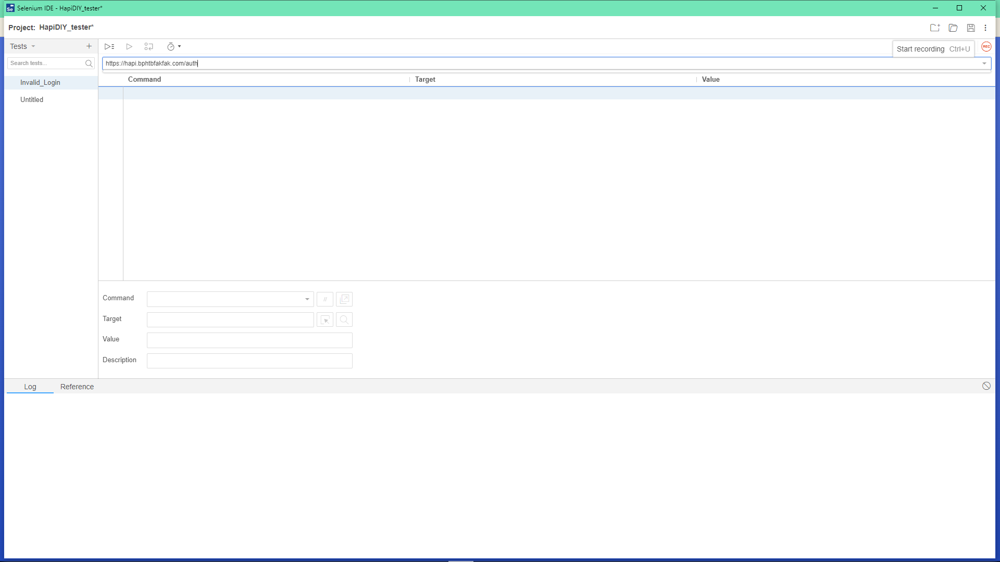 Selenium IDE - HapiDIY_tester*
Project: HapiDIY_tester*
Tests
Start recording Ctrl+U
REC
Search tests...
https://hapi.bphtbfakfak.com/auth
Command Target Value
Invalid_Login
Untitled
Command
//
Target
Value
Description
Log Reference